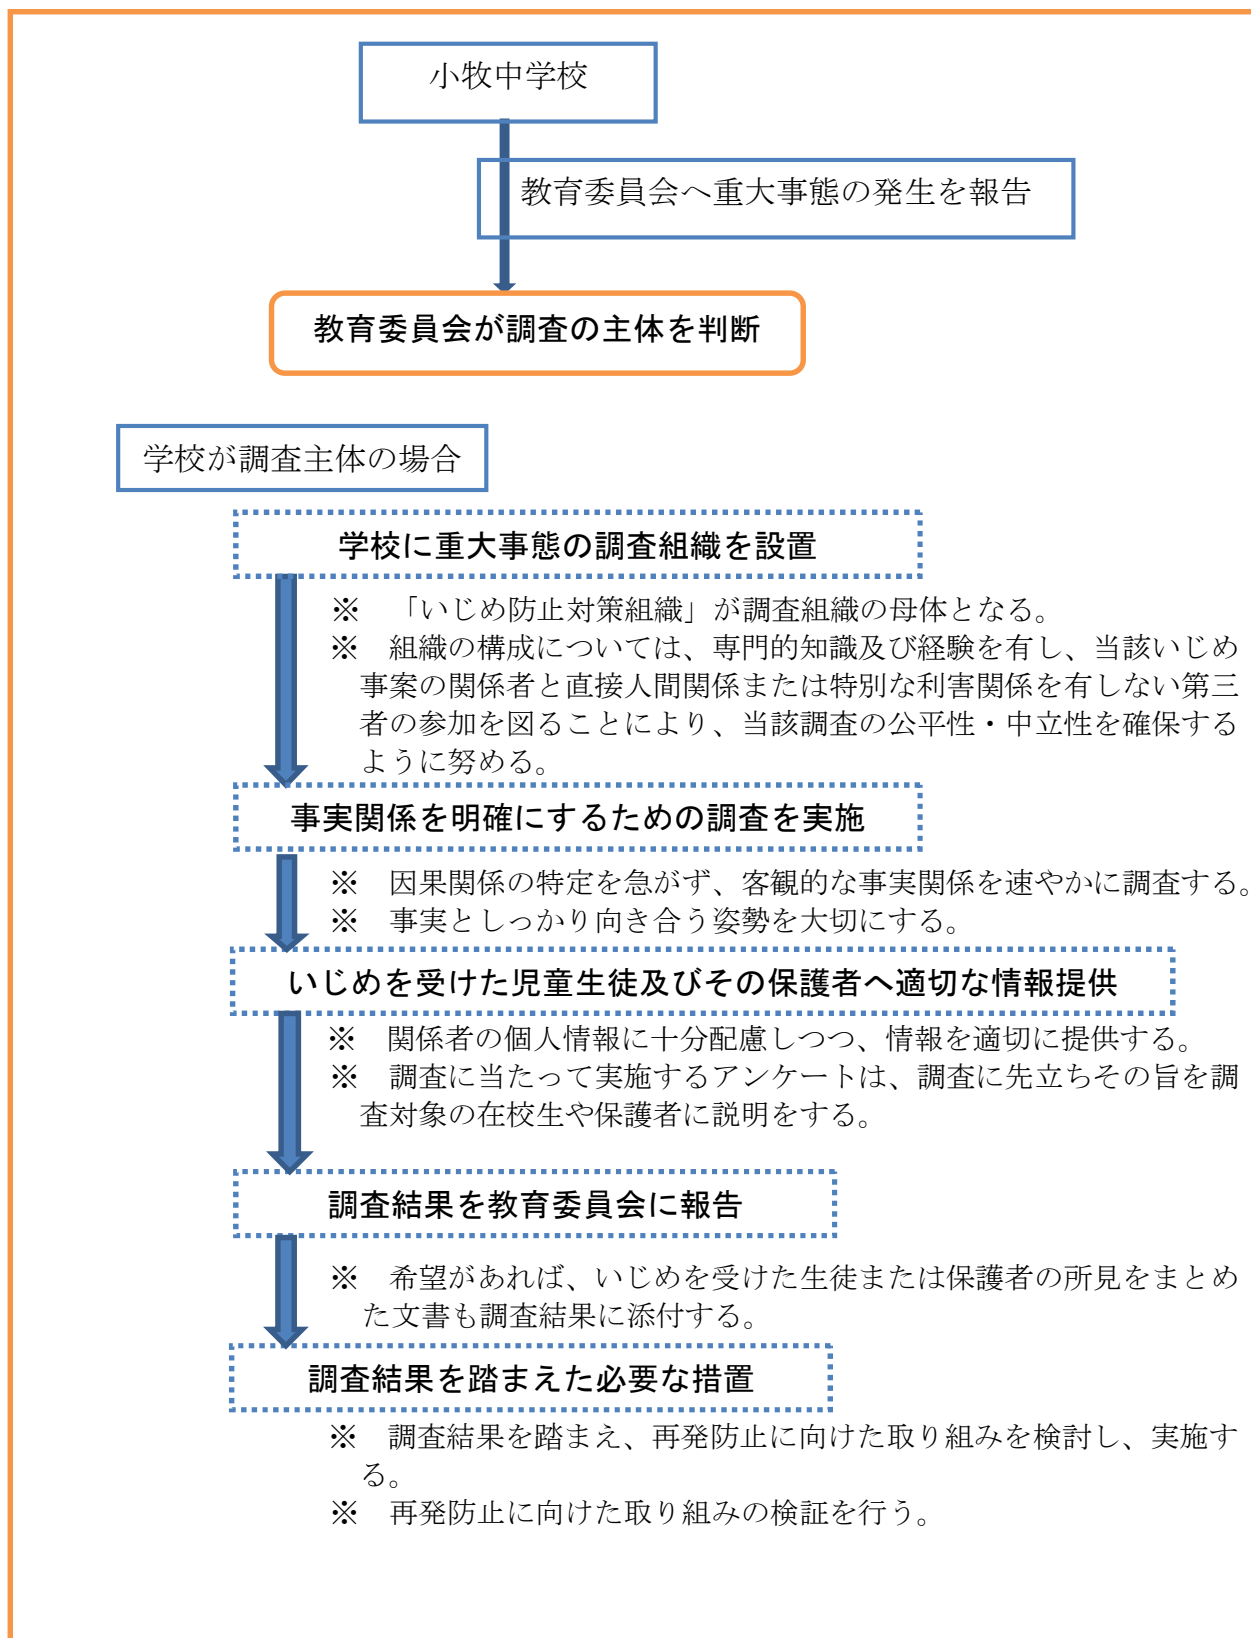 小牧中学校
教育委員会へ重大事態の発生を報告
教育委員会が調査の主体を判断
学校が調査主体の場合
学校に重大事態の調査組織を設置
※　「いじめ防止対策組織」が調査組織の母体となる。
※　組織の構成については、専門的知識及び経験を有し、当該いじめ
事案の関係者と直接人間関係または特別な利害関係を有しない第三
者の参加を図ることにより、当該調査の公平性・中立性を確保する
ように努める。
事実関係を明確にするための調査を実施
※　因果関係の特定を急がず、客観的な事実関係を速やかに調査する。
※　事実としっかり向き合う姿勢を大切にする。
いじめを受けた児童生徒及びその保護者へ適切な情報提供
※　関係者の個人情報に十分配慮しつつ、情報を適切に提供する。
※　調査に当たって実施するアンケートは、調査に先立ちその旨を調
査対象の在校生や保護者に説明をする。
調査結果を教育委員会に報告
※　希望があれば、いじめを受けた生徒または保護者の所見をまとめ
た文書も調査結果に添付する。
調査結果を踏まえた必要な措置
※　調査結果を踏まえ、再発防止に向けた取り組みを検討し、実施す
る。
※　再発防止に向けた取り組みの検証を行う。